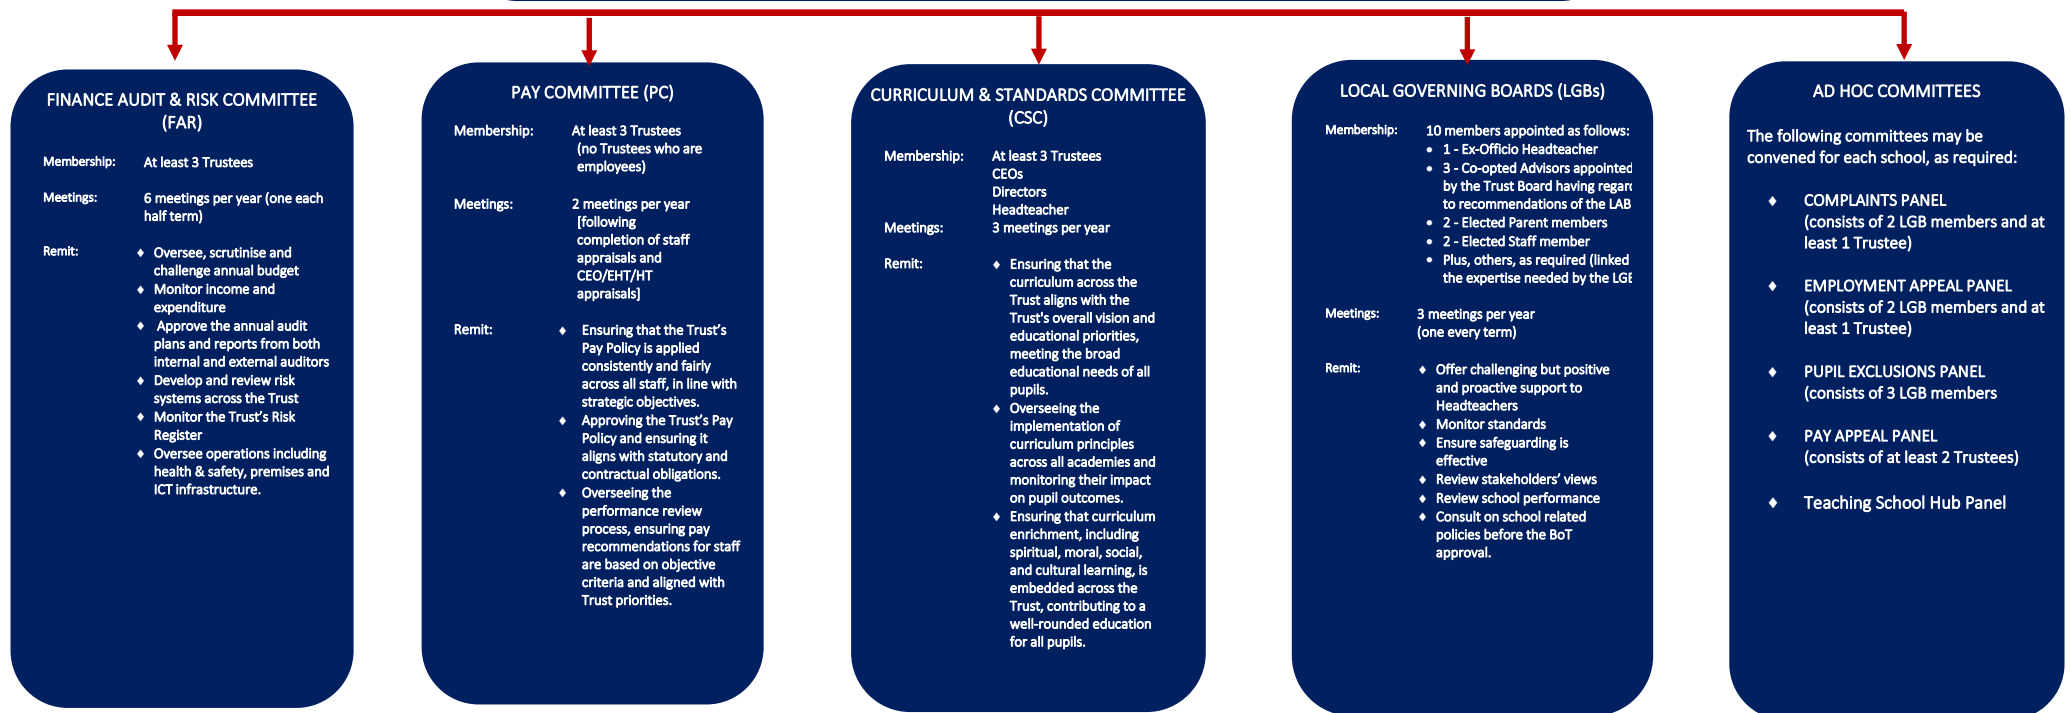 FINANCE AUDIT & RISK COMMITTEE
(FAR)
Membership: At least 3 Trustees
Meetings: 6 meetings per year (one each
half term)
Remit: ♦ Oversee, scrutinise and
challenge annual budget
♦ Monitor income and
expenditure
♦ Approve the annual audit
plans and reports from both
internal and external auditors
♦ Develop and review risk
systems across the Trust
♦ Monitor the Trust's Risk
Register
♦ Oversee operations including
health & safety, premises and
ICT infrastructure.
PAY COMMITTEE (PC)
Membership: At least 3 Trustees
(no Trustees who are
employees)
Meetings: 2 meetings per year
[following
completion of staff
appraisals and
CEO/EHT/HT
appraisals]
Remit: ♦ Ensuring that the Trust's
Pay Policy is applied
consistently and fairly
across all staff, in line with
strategic objectives.
♦ Approving the Trust's Pay
Policy and ensuring it
aligns with statutory and
contractual obligations.
♦ Overseeing the
performance review
process, ensuring pay
recommendations for staff
are based on objective
criteria and aligned with
Trust priorities.
CURRICULUM & STANDARDS COMMITTEE
(CSC)
Membership: At least 3 Trustees
CEOs
Directors
Headteacher
Meetings: 3 meetings per year
Remit: ♦ Ensuring that the
curriculum across the
Trust aligns with the
Trust's overall vision and
educational priorities,
meeting the broad
educational needs of all
pupils.
♦ Overseeing the
implementation of
curriculum principles
across all academies and
monitoring their impact
on pupil outcomes.
♦ Ensuring that curriculum
enrichment, including
spiritual, moral, social,
and cultural learning, is
embedded across the
Trust, contributing to a
well-rounded education
for all pupils.
LOCAL GOVERNING BOARDS (LGBs)
Membership: 10 members appointed as follows:
• 1 - Ex-Officio Headteacher
• 3 - Co-opted Advisors appointed
by the Trust Board having regard
to recommendations of the LAB
• 2 - Elected Parent members
• 2 - Elected Staff member
• Plus, others, as required (linked
the expertise needed by the LGB
Meetings: 3 meetings per year
(one every term)
Remit: ♦ Offer challenging but positive
and proactive support to
Headteachers
♦ Monitor standards
♦ Ensure safeguarding is
effective
♦ Review stakeholders' views
♦ Review school performance
♦ Consult on school related
policies before the BoT
approval.
AD HOC COMMITTEES
The following committees may be
convened for each school, as required:
♦ COMPLAINTS PANEL
(consists of 2 LGB members and at
least 1 Trustee)
♦ EMPLOYMENT APPEAL PANEL
(consists of 2 LGB members and at
least 1 Trustee)
♦ PUPIL EXCLUSIONS PANEL
(consists of 3 LGB members
♦ PAY APPEAL PANEL
(consists of at least 2 Trustees)
♦ Teaching School Hub Panel